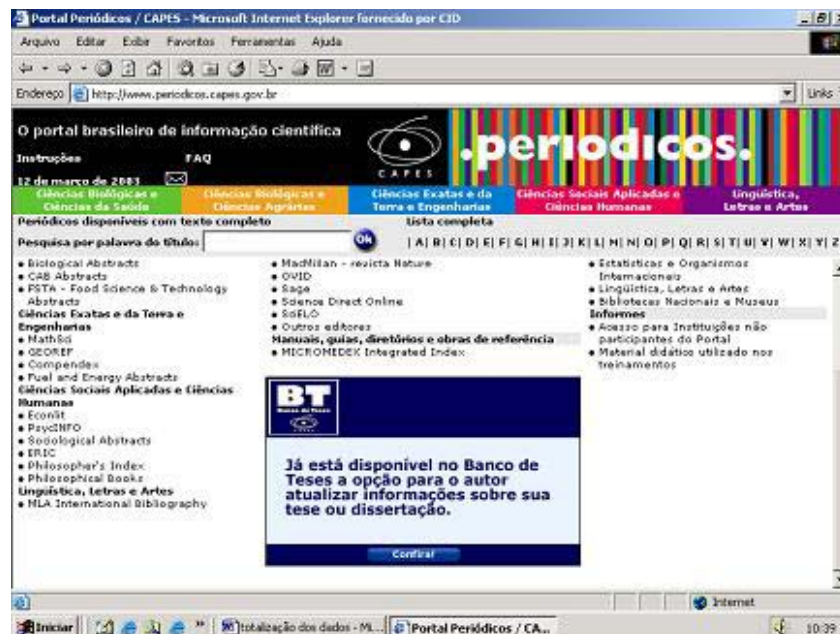 Portal Periódicos / CAPES - Microsoft Internet Explorer fornecido por CID
Arquivo Editar Exibir Favoritos Ferramentas Ajuda
Endereço http://www.periodicos.capes.gov.br Links
O portal brasileiro de informação científica
Instruções FAQ
12 de março de 2003
CAPES
.periodicos.
Ciências Biológicas e Ciências da Saúde
Ciências Biológicas e Ciências Agrárias
Ciências Exatas e da Terra e Engenharias
Ciências Sociais Aplicadas e Ciências Humanas
Lingüística, Letras e Artes
Periódicos disponíveis com texto completo
Lista completa
Pesquisa por palavra do título: Ok
| A| B| C| D| E| F| G| H| I| J| K| L| M| N| O| P| Q| R| S| T| U| V| W| X| Y| Z
• Biological Abstracts
• CAB Abstracts
• FSTA - Food Science & Technology
Abstracts
Ciências Exatas e da Terra e
Engenharias
• MathSci
• GEOREF
• Compendex
• Fuel and Energy Abstracts
Ciências Sociais Aplicadas e Ciências
Humanas
• Econlit
• PsycINFO
• Sociological Abstracts
• ERIC
• Philosopher's Index
• Philosophical Books
Lingüística, Letras e Artes
• MLA International Bibliography
• MacMillan - revista Nature
• OVID
• Sage
• Science Direct Online
• SciELO
• Outros editores
Manuais, guias, diretórios e obras de referência
• MICROMEDEX Integrated Index
BT
Banco de Teses
Já está disponível no Banco de
Teses a opção para o autor
atualizar informações sobre sua
tese ou dissertação.
Confira!
• Estatísticas e Organismos
Internacionais
• Lingüística, Letras e Artes
• Bibliotecas Nacionais e Museus
Informes
• Acesso para Instituições não
participantes do Portal
• Material didático utilizado nos
treinamentos
Internet
Iniciar
totalização dos dados - Mi...
Portal Periódicos / CA...
10:35